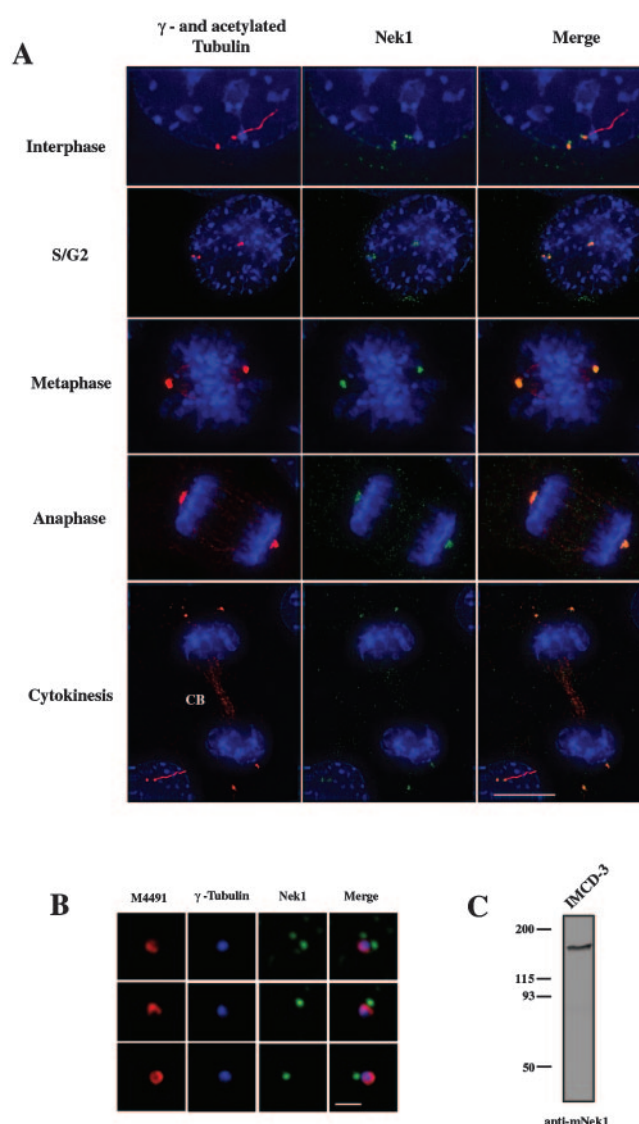 γ - and acetylated
Tubulin
Nek1
Merge
A
Interphase
S/G2
Metaphase
Anaphase
Cytokinesis
CB
B
M4491
γ -Tubulin
Nek1
Merge
C
IMCD-3
200
115
93
50
anti-mNek1